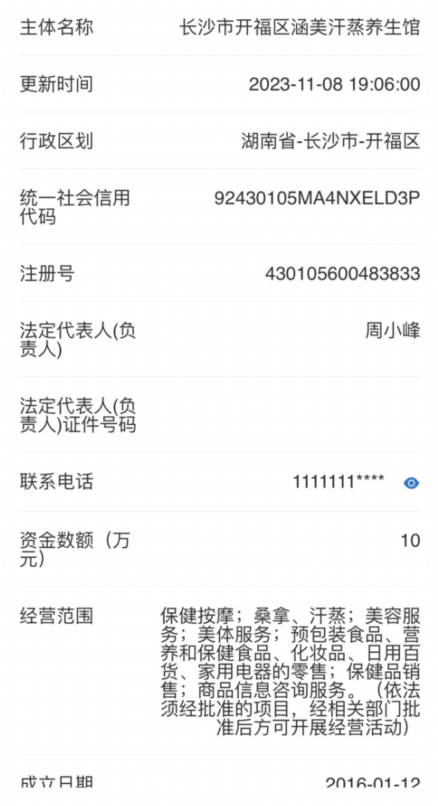 主体名称 长沙市开福区涵美汗蒸养生馆
更新时间 2023-11-08 19:06:00
行政区划 湖南省-长沙市-开福区
统一社会信用 92430105MA4NXELD3P
代码
注册号 430105600483833
法定代表人(负 周小峰
责人)
法定代表人(负
责人)证件号码
联系电话 1111111****
资金数额（万 10
元）
经营范围 保健按摩；桑拿、汗蒸；美容服
务；美体服务；预包装食品、营
养和保健食品、化妆品、日用百
货、家用电器的零售；保健品销
售；商品信息咨询服务。（依法
须经批准的项目，经相关部门批
准后方可开展经营活动）
成立日期 2016-01-12